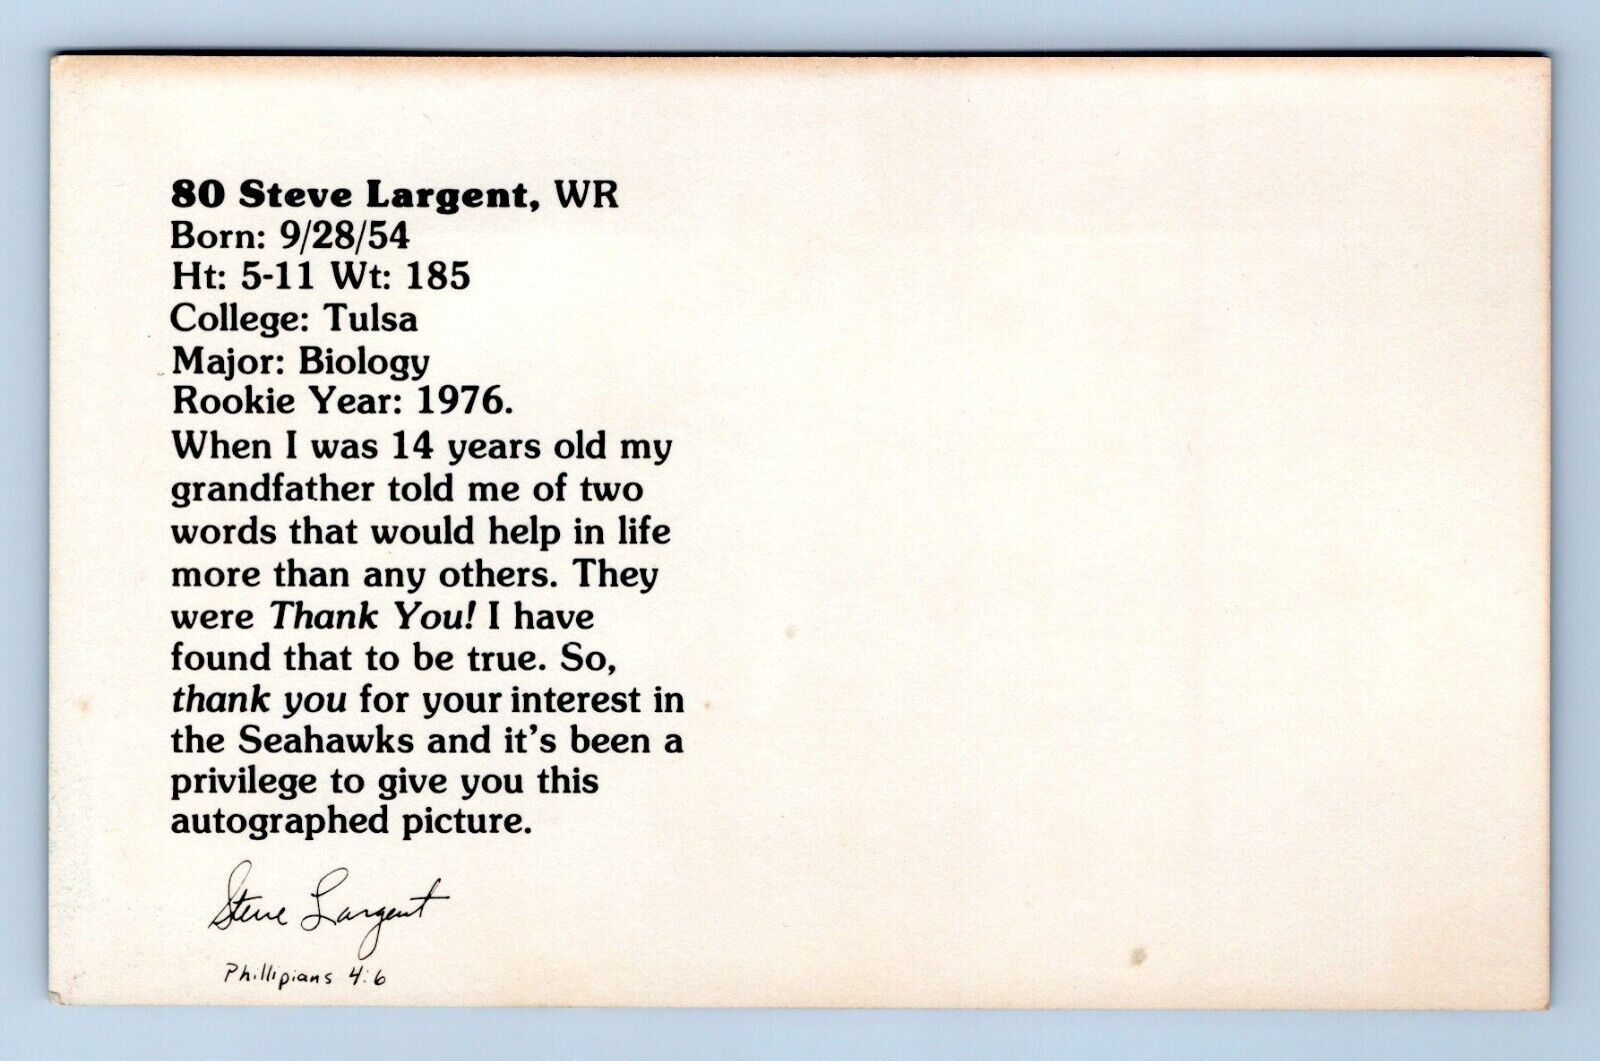 80 Steve Largent, WR
Born: 9/28/54
Ht: 5-11 Wt: 185
College: Tulsa
Major: Biology
Rookie Year: 1976.
When I was 14 years old my
grandfather told me of two
words that would help in life
more than any others. They
were Thank You! I have
found that to be true. So,
thank you for your interest in
the Seahawks and it's been a
privilege to give you this
autographed picture.
Steve Largent
Phillipians 4:6